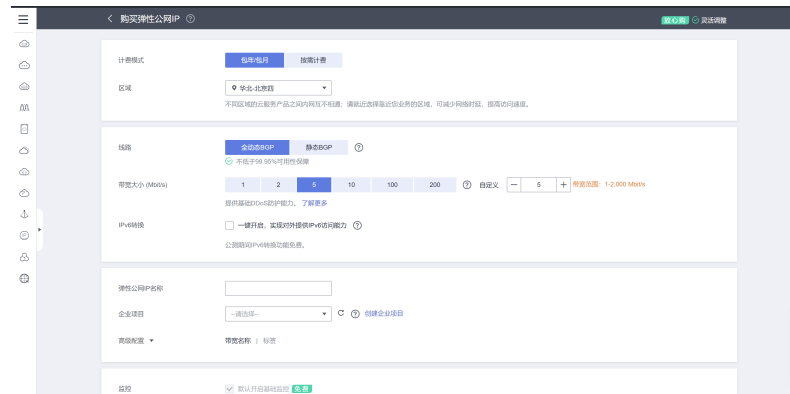 购买弹性公网IP
放心购 灵活调整
计费模式 包年/包月 按需计费
区域 华北-北京四
不同区域的云服务产品之间内网互不相通；请就近选择靠近您业务的区域，可减少网络时延，提高访问速度。
线路 全动态BGP 静态BGP
不低于99.95%可用性保障
带宽大小 (Mbit/s) 1 2 5 10 100 200 自定义 5 带宽范围：1-2,000 Mbit/s
提供基础DDoS防护能力。 了解更多
IPv6转换 一键开启，实现对外提供IPv6访问能力
公测期间IPv6转换功能免费。
弹性公网IP名称
企业项目 --请选择-- 创建企业项目
高级配置 带宽名称 | 标签
监控 默认开启基础监控 免费